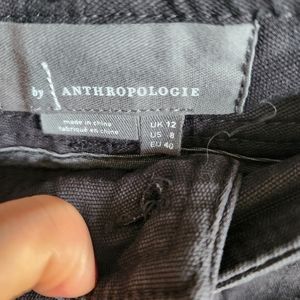 by ANTHROPOLOGIE
made in china
fabriqué en chine
UK 12
US 8
EU 40